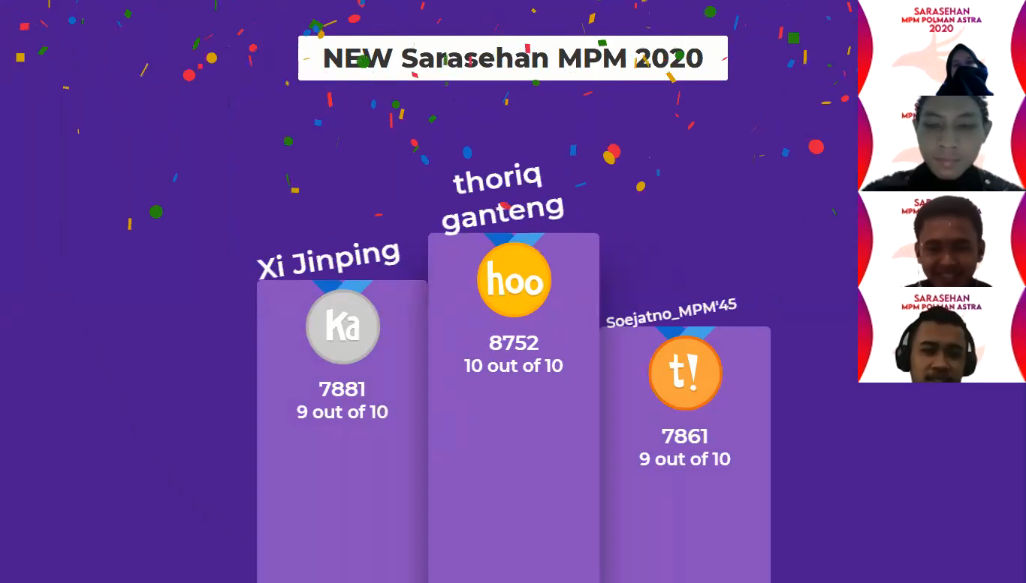 NEW Sarasehan MPM 2020
thoriq
ganteng
Xi Jinping
Soejatno_MPM'45
Ka
hoo
t!
7881
9 out of 10
8752
10 out of 10
7861
9 out of 10
SARASEHAN
MPM POLMAN ASTRA
2020
SARASEHAN
MPM POLMAN ASTRA